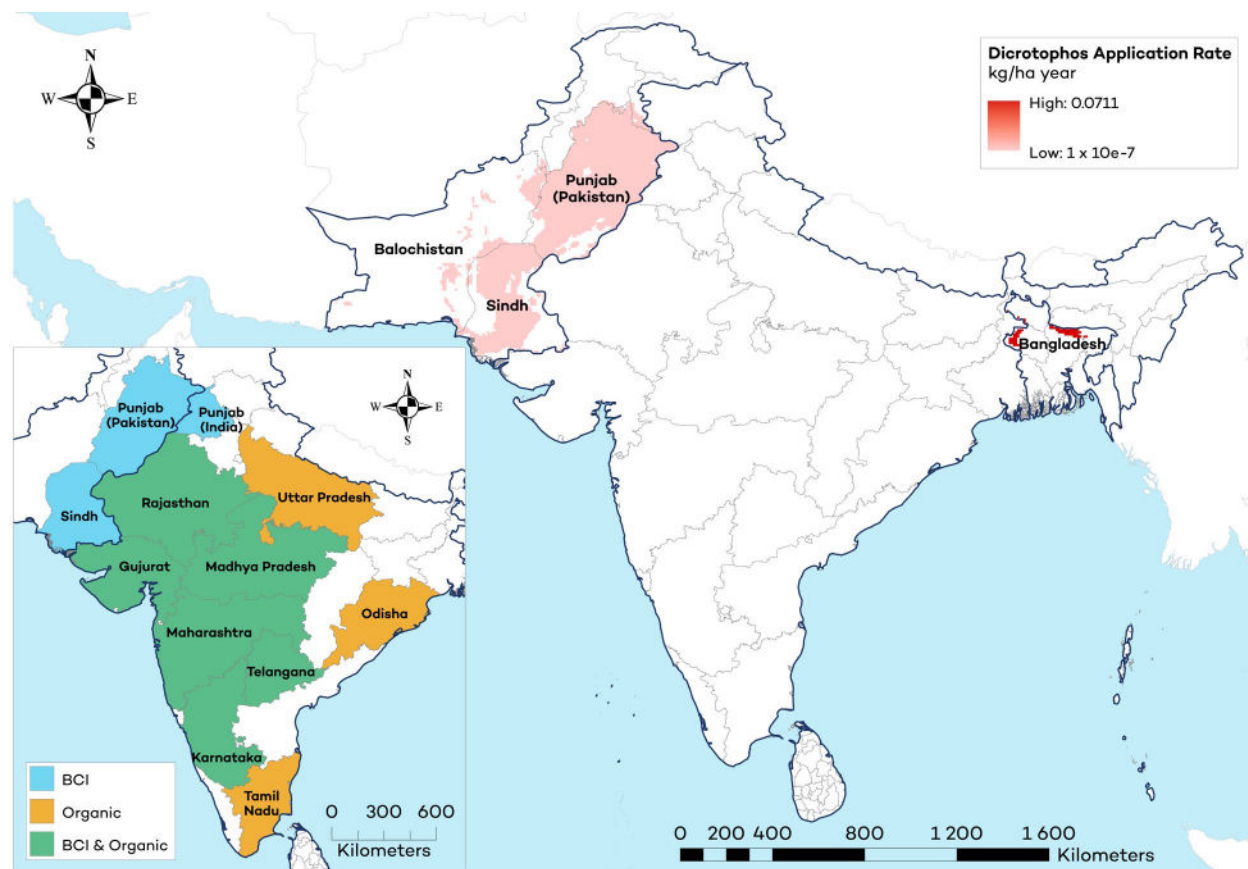 N
W
E
S
Dicrotophos Application Rate
kg/ha year
High: 0.0711
Low: 1 x 10e-7
Punjab
(Pakistan)
Balochistan
Sindh
Bangladesh
N
W
E
S
Punjab
(Pakistan)
Punjab
(India)
Rajasthan
Uttar Pradesh
Sindh
Gujurat
Madhya Pradesh
Odisha
Maharashtra
Telangana
Karnataka
Tamil
Nadu
BCI
Organic
BCI & Organic
0 300 600
Kilometers
0 200 400 800 1200 1 600
Kilometers